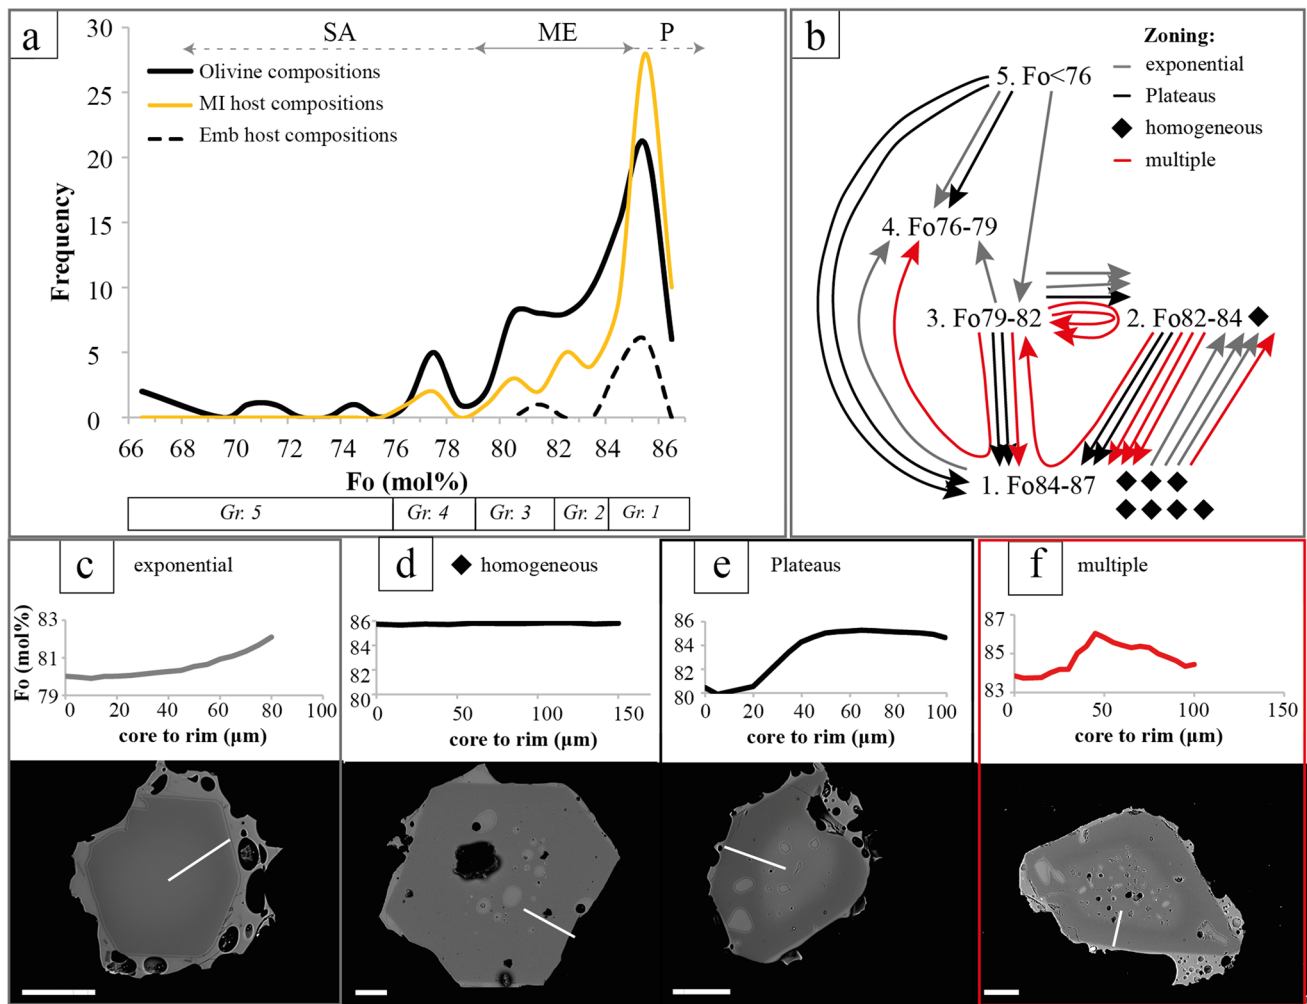 a
SA
ME
P
Olivine compositions
MI host compositions
Emb host compositions
Frequency
30
25
20
15
10
5
0
66 68 70 72 74 76 78 80 82 84 86
Fo (mol%)
Gr. 5 Gr. 4 Gr. 3 Gr. 2 Gr. 1
b
Zoning:
exponential
Plateaus
homogeneous
multiple
5. Fo<76
4. Fo76-79
3. Fo79-82
2. Fo82-84
1. Fo84-87
c
exponential
Fo (mol%)
83
81
79
0 20 40 60 80 100
core to rim (μm)
d
homogeneous
86
84
82
80
0 50 100 150
core to rim (μm)
e
Plateaus
86
84
82
80
0 20 40 60 80 100
core to rim (μm)
f
multiple
87
85
83
0 50 100 150
core to rim (μm)